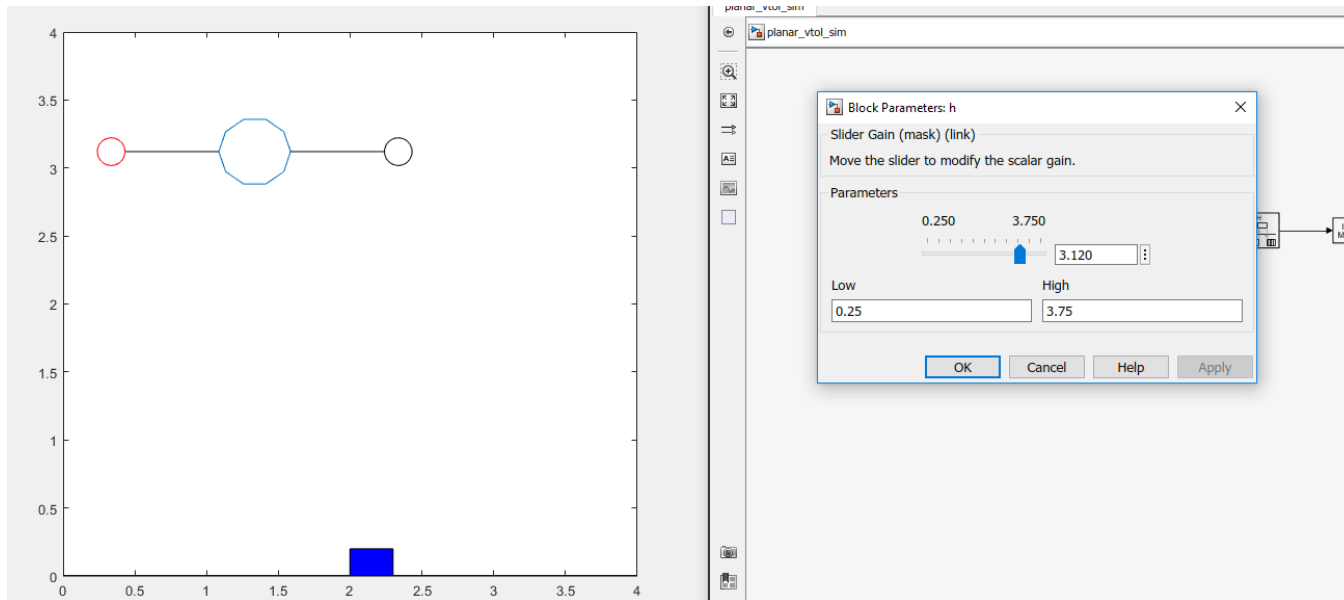 4
3.5
3
2.5
2
1.5
1
0.5
0
0 0.5 1 1.5 2 2.5 3 3.5 4
planar_vtol_sim
planar_vtol_sim
Block Parameters: h
Slider Gain (mask) (link)
Move the slider to modify the scalar gain.
Parameters
0.250 3.750
3.120
Low High
0.25 3.75
OK Cancel Help Apply